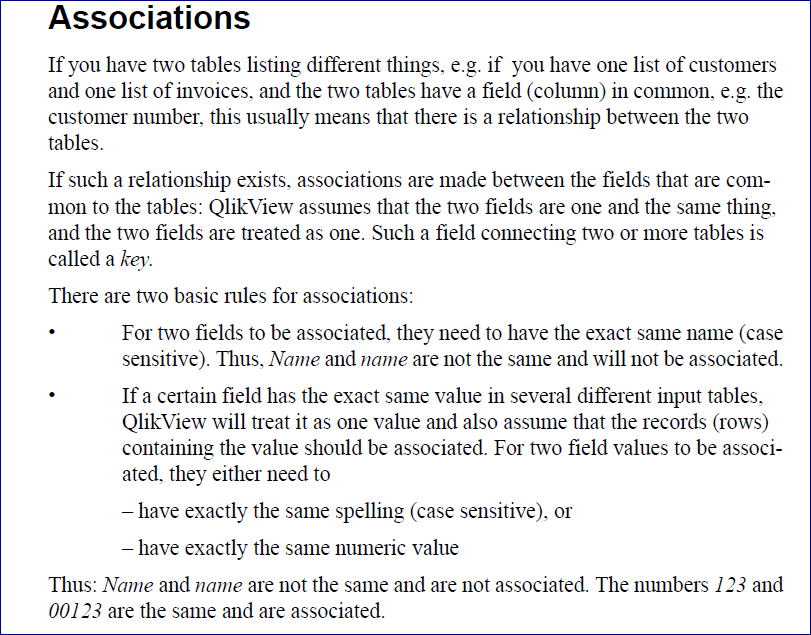 Associations
If you have two tables listing different things, e.g. if  you have one list of customers
and one list of invoices, and the two tables have a field (column) in common, e.g. the
customer number, this usually means that there is a relationship between the two
tables.
If such a relationship exists, associations are made between the fields that are com-
mon to the tables: QlikView assumes that the two fields are one and the same thing,
and the two fields are treated as one. Such a field connecting two or more tables is
called a key.
There are two basic rules for associations:
• For two fields to be associated, they need to have the exact same name (case
sensitive). Thus, Name and name are not the same and will not be associated.
• If a certain field has the exact same value in several different input tables,
QlikView will treat it as one value and also assume that the records (rows)
containing the value should be associated. For two field values to be associ-
ated, they either need to
– have exactly the same spelling (case sensitive), or
– have exactly the same numeric value
Thus: Name and name are not the same and are not associated. The numbers 123 and
00123 are the same and are associated.